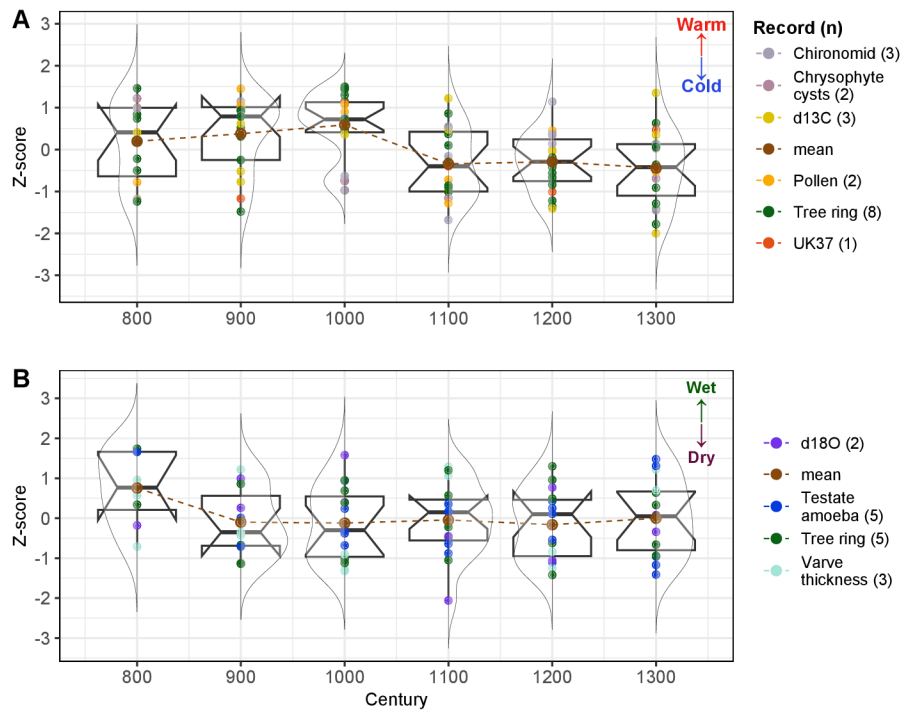 A
Z-score
3
2
1
0
-1
-2
-3
800 900 1000 1100 1200 1300
Warm
Cold
Record (n)
Chironomid (3)
Chrysophyte
cysts (2)
d13C (3)
mean
Pollen (2)
Tree ring (8)
UK37 (1)
B
Z-score
3
2
1
0
-1
-2
-3
800 900 1000 1100 1200 1300
Century
Wet
Dry
d18O (2)
mean
Testate
amoeba (5)
Tree ring (5)
Varve
thickness (3)